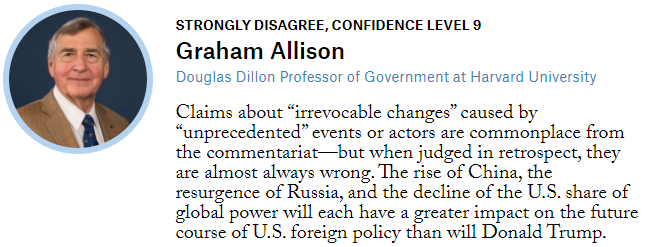 STRONGLY DISAGREE, CONFIDENCE LEVEL 9
Graham Allison
Douglas Dillon Professor of Government at Harvard University
Claims about “irrevocable changes” caused by
“unprecedented” events or actors are commonplace from
the commentariat—but when judged in retrospect, they
are almost always wrong. The rise of China, the
resurgence of Russia, and the decline of the U.S. share of
global power will each have a greater impact on the future
course of U.S. foreign policy than will Donald Trump.